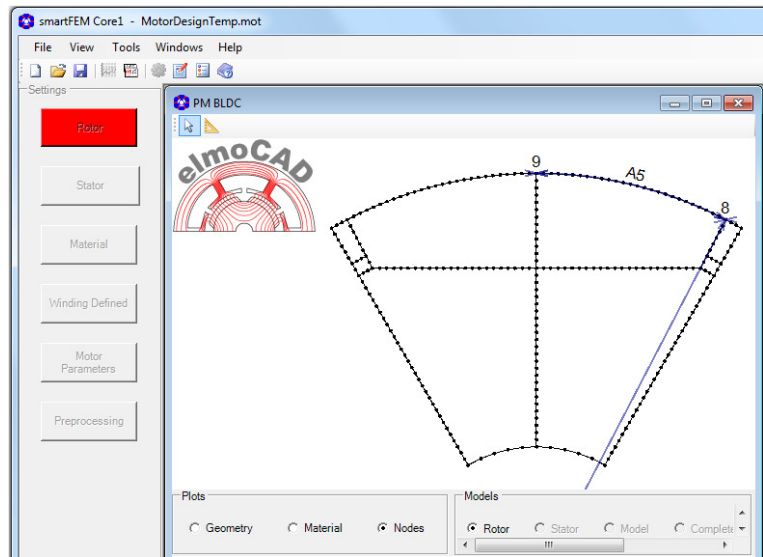 smartFEM Core1 - MotorDesignTemp.mot
File View Tools Windows Help
Settings
PM BLDC
Rotor
Stator
Material
Winding Defined
Motor
Parameters
Preprocessing
elmoCAD
9
A5
8
Plots
Geometry Material Nodes
Models
Rotor Stator Model Complete